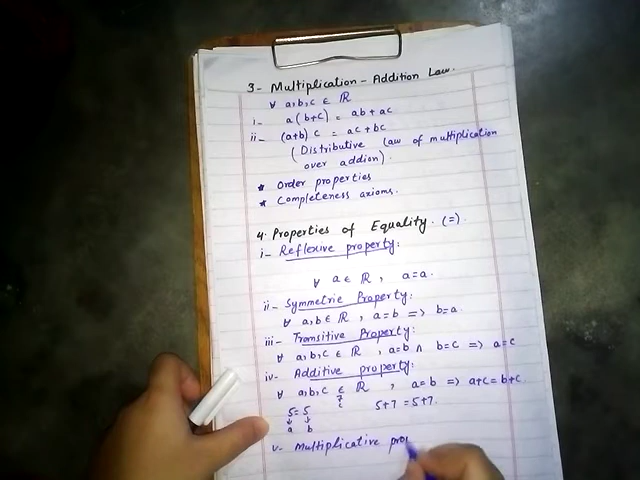 3- Multiplication - Addition Law.
∀ a,b,c ∈ ℝ
i- a(b+c) = ab + ac
ii- (a+b)c = ac + bc
(Distributive law of multiplication
over addion).
* Order properties
* Completeness axioms.
4. Properties of Equality. (=)
i- Reflexive property:
∀ a ∈ ℝ, a=a.
ii- Symmetric Property:
∀ a,b ∈ ℝ, a=b => b=a.
iii- Transitive Property:
∀ a,b,c ∈ ℝ, a=b ∧ b=c => a=c
iv- Additive property:
∀ a,b,c ∈ ℝ, a=b => a+c = b+c
5=5 7 5+7 = 5+7.
↓ ↓ c
a b
v- Multiplicative pro